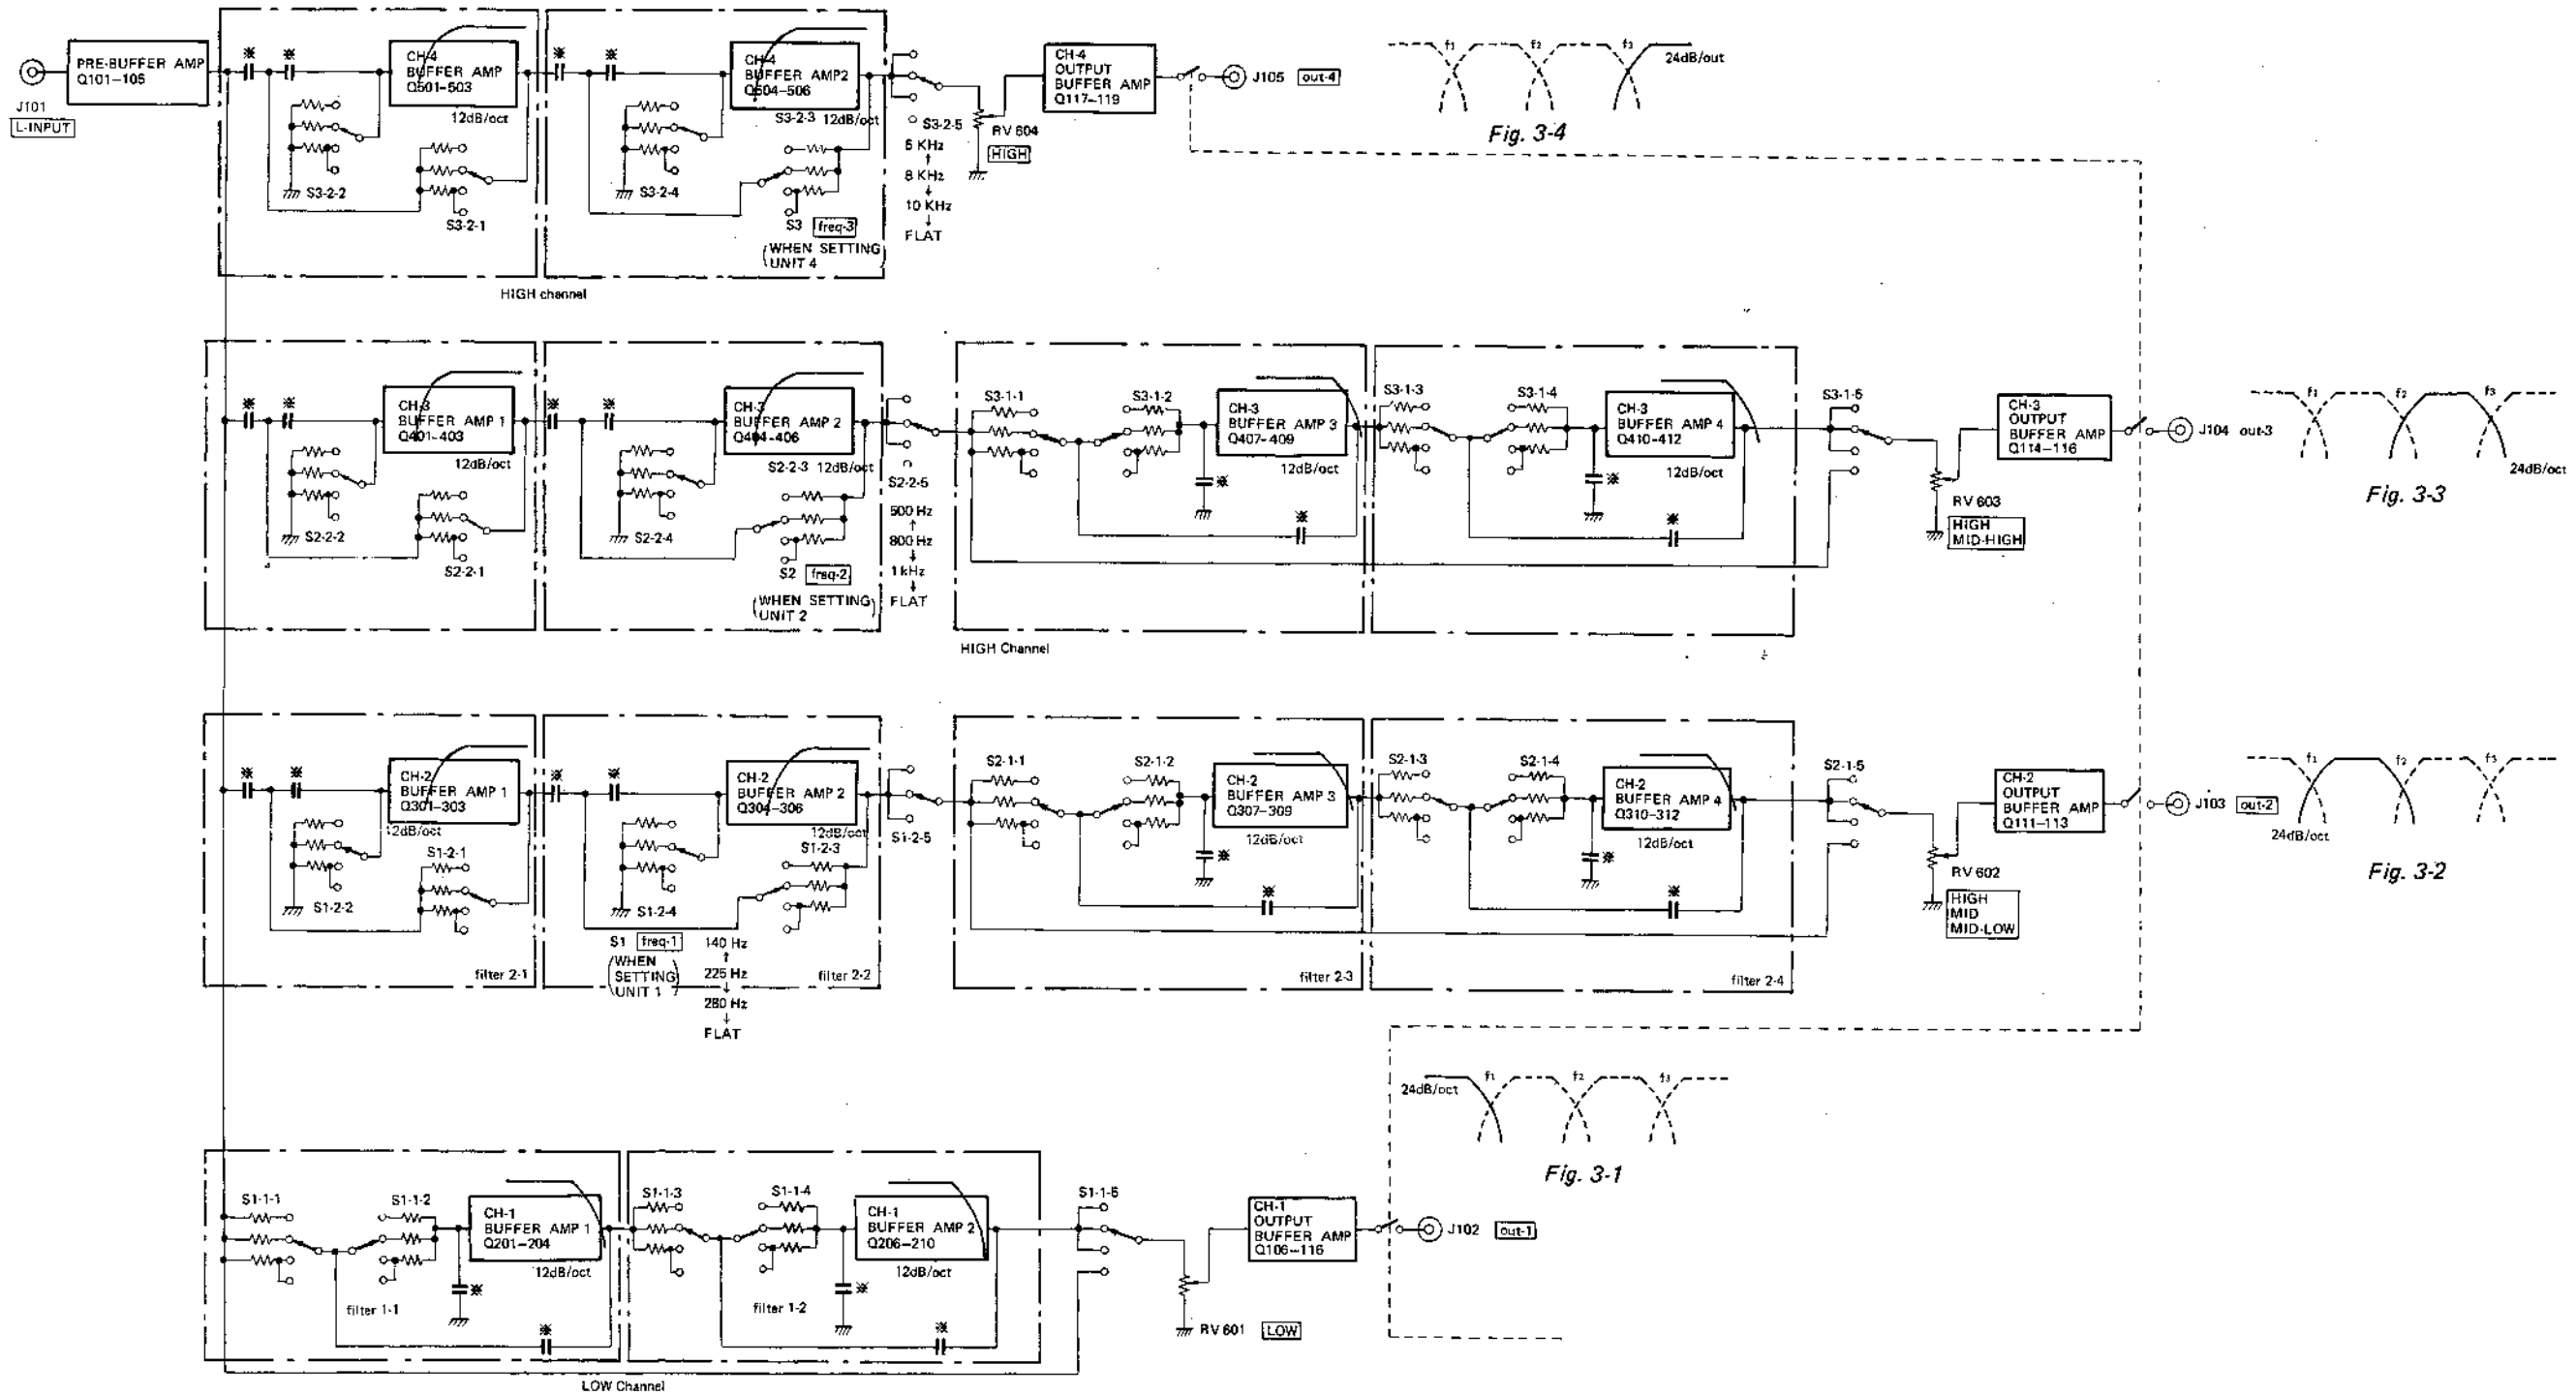 PRE-BUFFER AMP
Q101-105
J101
L-INPUT
※ ※
CH-4
BUFFER AMP
Q501-503
12dB/oct
S3-2-2
S3-2-1
※ ※
CH-4
BUFFER AMP2
Q504-506
S3-2-3 12dB/oct
S3-2-4
S3 freq-3
(WHEN SETTING
UNIT 4)
S3-2-5
↑
8 KHz
↓
10 KHz
↓
FLAT
RV 604
HIGH
CH-4
OUTPUT
BUFFER AMP
Q117-119
J105 out-4
f1 f2 f3
24dB/out
Fig. 3-4
HIGH channel
※ ※
CH-3
BUFFER AMP 1
Q401-403
12dB/oct
S2-2-2
S2-2-1
※ ※
CH-3
BUFFER AMP 2
Q404-406
S2-2-3 12dB/oct
S2-2-4
S2 freq-2
(WHEN SETTING
UNIT 2)
S2-2-5
500 Hz
↑
800 Hz
↓
1 kHz
↓
FLAT
S3-1-1
S3-1-2
CH-3
BUFFER AMP 3
Q407-409
12dB/oct
※
※
S3-1-3
S3-1-4
CH-3
BUFFER AMP 4
Q410-412
12dB/oct
※
※
RV 603
HIGH
MID-HIGH
CH-3
OUTPUT
BUFFER AMP
Q114-116
J104 out-3
f1 f2 f3
24dB/oct
Fig. 3-3
HIGH Channel
※ ※
CH-2
BUFFER AMP 1
Q301-303
12dB/oct
S1-2-1
S1-2-2
filter 2-1
※ ※
CH-2
BUFFER AMP 2
Q304-306
12dB/oct
S1-2-3
S1-2-4
S1 freq-1
(WHEN
SETTING
UNIT 1)
140 Hz
↑
225 Hz
↓
280 Hz
↓
FLAT
filter 2-2
S1-2-5
S2-1-1
S2-1-2
CH-2
BUFFER AMP 3
Q307-309
12dB/oct
※
※
filter 2-3
S2-1-3
S2-1-4
CH-2
BUFFER AMP 4
Q310-312
12dB/oct
※
※
filter 2-4
S2-1-5
RV 602
HIGH
MID
MID-LOW
CH-2
OUTPUT
BUFFER AMP
Q111-113
J103 out-2
f1 f2 f3
24dB/oct
Fig. 3-2
24dB/oct
f1 f2 f3
Fig. 3-1
S1-1-1
S1-1-2
CH-1
BUFFER AMP 1
Q201-204
12dB/oct
※
※
filter 1-1
S1-1-3
S1-1-4
CH-1
BUFFER AMP 2
Q206-210
12dB/oct
※
※
filter 1-2
RV 601 LOW
CH-1
OUTPUT
BUFFER AMP
Q106-116
J102 out-1
LOW Channel